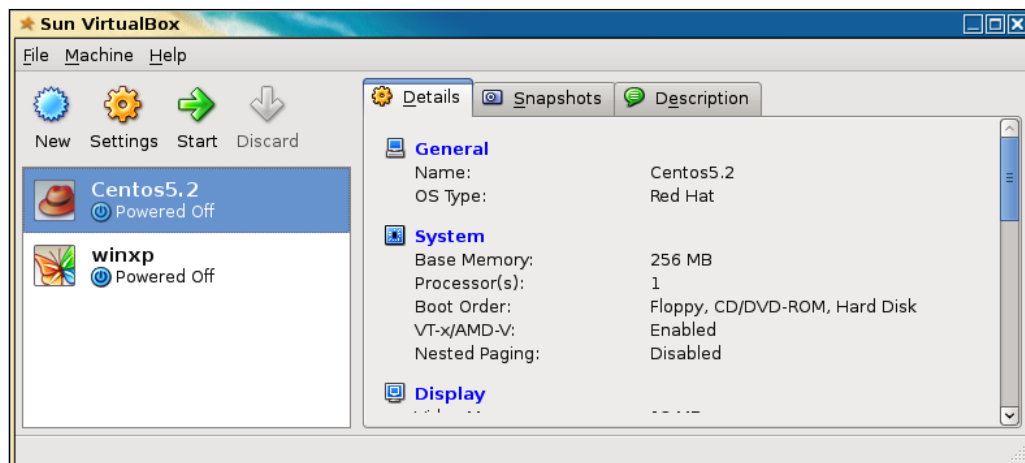 Sun VirtualBox
File Machine Help
New Settings Start Discard
Centos5.2
Powered Off
winxp
Powered Off
Details Snapshots Description
General
Name: Centos5.2
OS Type: Red Hat
System
Base Memory: 256 MB
Processor(s): 1
Boot Order: Floppy, CD/DVD-ROM, Hard Disk
VT-x/AMD-V: Enabled
Nested Paging: Disabled
Display